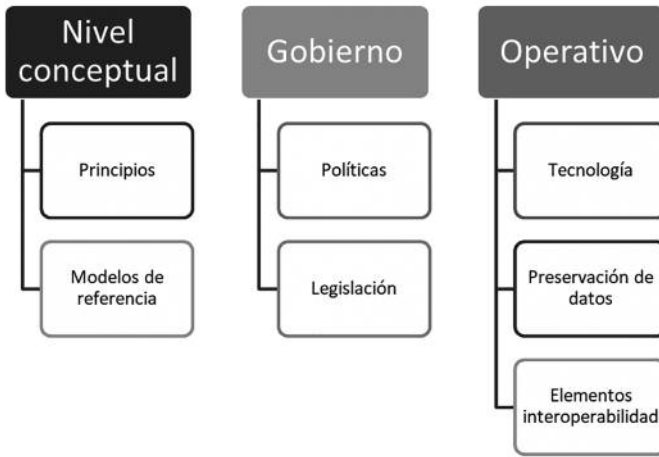 Nivel
conceptual
Principios
Modelos de
referencia
Gobierno
Políticas
Legislación
Operativo
Tecnología
Preservación de
datos
Elementos
interoperabilidad